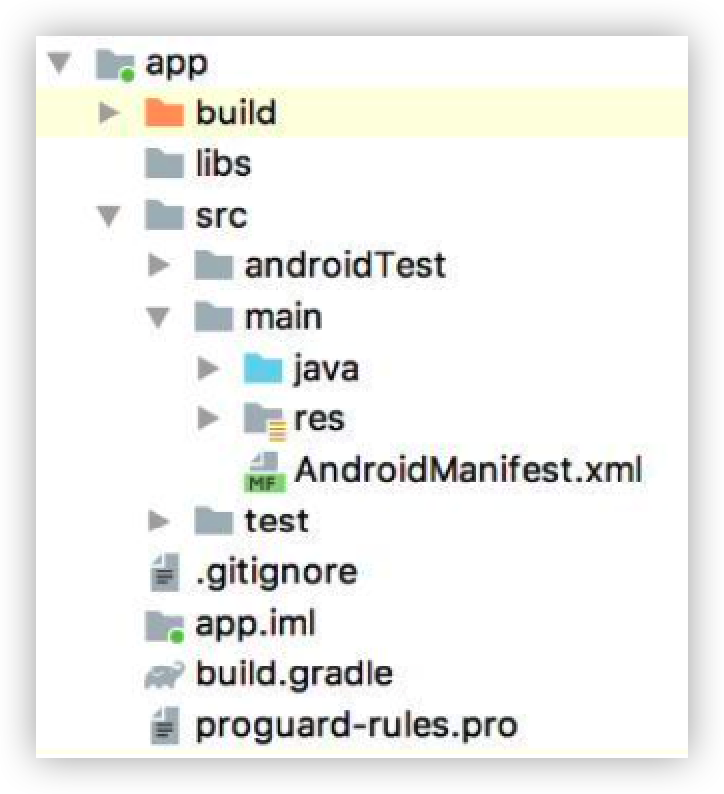 app
build
libs
src
androidTest
main
java
res
MF AndroidManifest.xml
test
.gitignore
app.iml
build.gradle
proguard-rules.pro